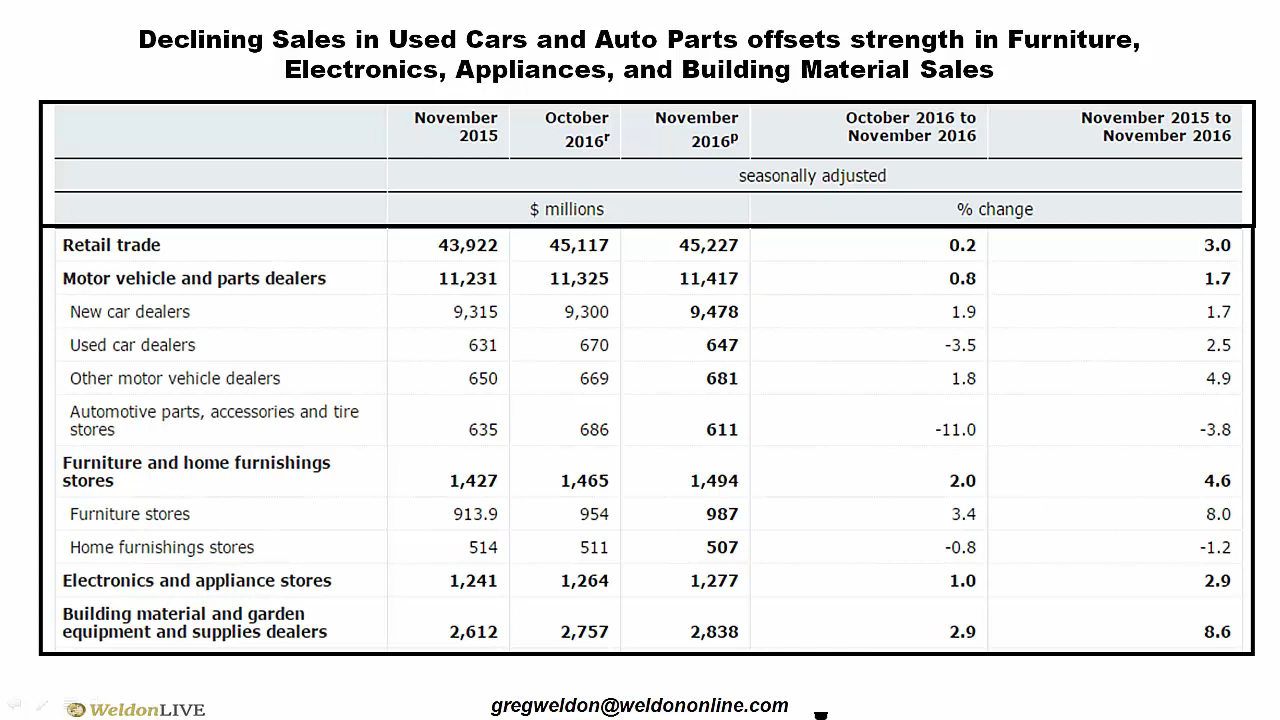 Declining Sales in Used Cars and Auto Parts offsets strength in Furniture,
Electronics, Appliances, and Building Material Sales
November 2015 October 2016r November 2016p October 2016 to November 2016 November 2015 to November 2016
seasonally adjusted
$ millions % change
Retail trade 43,922 45,117 45,227 0.2 3.0
Motor vehicle and parts dealers 11,231 11,325 11,417 0.8 1.7
New car dealers 9,315 9,300 9,478 1.9 1.7
Used car dealers 631 670 647 -3.5 2.5
Other motor vehicle dealers 650 669 681 1.8 4.9
Automotive parts, accessories and tire
stores 635 686 611 -11.0 -3.8
Furniture and home furnishings
stores 1,427 1,465 1,494 2.0 4.6
Furniture stores 913.9 954 987 3.4 8.0
Home furnishings stores 514 511 507 -0.8 -1.2
Electronics and appliance stores 1,241 1,264 1,277 1.0 2.9
Building material and garden
equipment and supplies dealers 2,612 2,757 2,838 2.9 8.6
WeldonLIVE gregweldon@weldononline.com